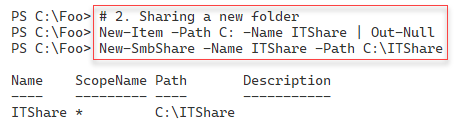 PS C:\Foo> # 2. Sharing a new folder
PS C:\Foo> New-Item -Path C: -Name ITShare | Out-Null
PS C:\Foo> New-SmbShare -Name ITShare -Path C:\ITShare
Name    ScopeName Path       Description
----    --------- ----       -----------
ITShare *         C:\ITShare